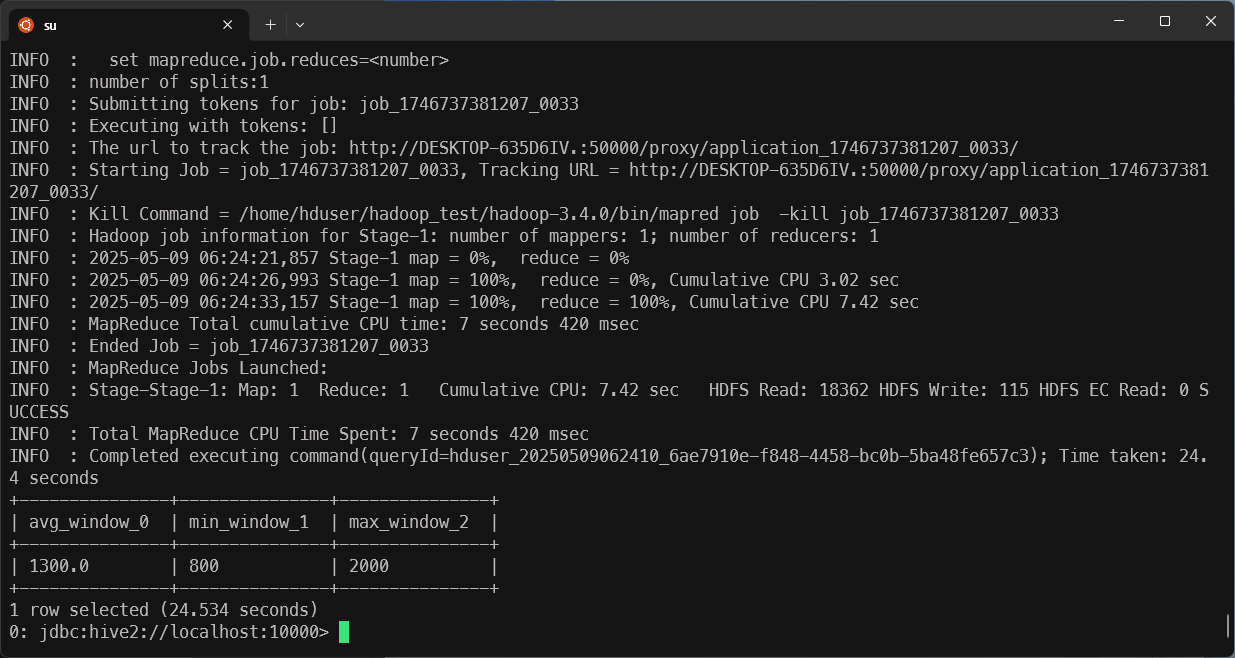 su
INFO  :   set mapreduce.job.reduces=<number>
INFO  : number of splits:1
INFO  : Submitting tokens for job: job_1746737381207_0033
INFO  : Executing with tokens: []
INFO  : The url to track the job: http://DESKTOP-635D6IV.:50000/proxy/application_1746737381207_0033/
INFO  : Starting Job = job_1746737381207_0033, Tracking URL = http://DESKTOP-635D6IV.:50000/proxy/application_1746737381
207_0033/
INFO  : Kill Command = /home/hduser/hadoop_test/hadoop-3.4.0/bin/mapred job  -kill job_1746737381207_0033
INFO  : Hadoop job information for Stage-1: number of mappers: 1; number of reducers: 1
INFO  : 2025-05-09 06:24:21,857 Stage-1 map = 0%,  reduce = 0%
INFO  : 2025-05-09 06:24:26,993 Stage-1 map = 100%,  reduce = 0%, Cumulative CPU 3.02 sec
INFO  : 2025-05-09 06:24:33,157 Stage-1 map = 100%,  reduce = 100%, Cumulative CPU 7.42 sec
INFO  : MapReduce Total cumulative CPU time: 7 seconds 420 msec
INFO  : Ended Job = job_1746737381207_0033
INFO  : MapReduce Jobs Launched:
INFO  : Stage-Stage-1: Map: 1  Reduce: 1   Cumulative CPU: 7.42 sec   HDFS Read: 18362 HDFS Write: 115 HDFS EC Read: 0 S
UCCESS
INFO  : Total MapReduce CPU Time Spent: 7 seconds 420 msec
INFO  : Completed executing command(queryId=hduser_20250509062410_6ae7910e-f848-4458-bc0b-5ba48fe657c3); Time taken: 24.
4 seconds
+---------------+---------------+---------------+
| avg_window_0  | min_window_1  | max_window_2  |
+---------------+---------------+---------------+
| 1300.0        | 800           | 2000          |
+---------------+---------------+---------------+
1 row selected (24.534 seconds)
0: jdbc:hive2://localhost:10000>